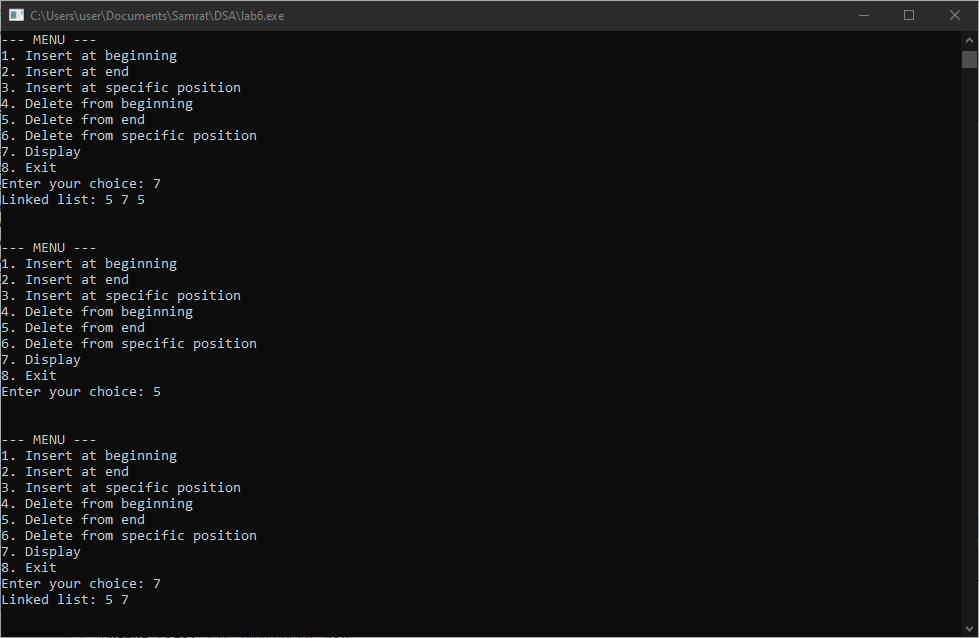 C:\Users\user\Documents\Samrat\DSA\lab6.exe
--- MENU ---
1. Insert at beginning
2. Insert at end
3. Insert at specific position
4. Delete from beginning
5. Delete from end
6. Delete from specific position
7. Display
8. Exit
Enter your choice: 7
Linked list: 5 7 5
--- MENU ---
1. Insert at beginning
2. Insert at end
3. Insert at specific position
4. Delete from beginning
5. Delete from end
6. Delete from specific position
7. Display
8. Exit
Enter your choice: 5
--- MENU ---
1. Insert at beginning
2. Insert at end
3. Insert at specific position
4. Delete from beginning
5. Delete from end
6. Delete from specific position
7. Display
8. Exit
Enter your choice: 7
Linked list: 5 7